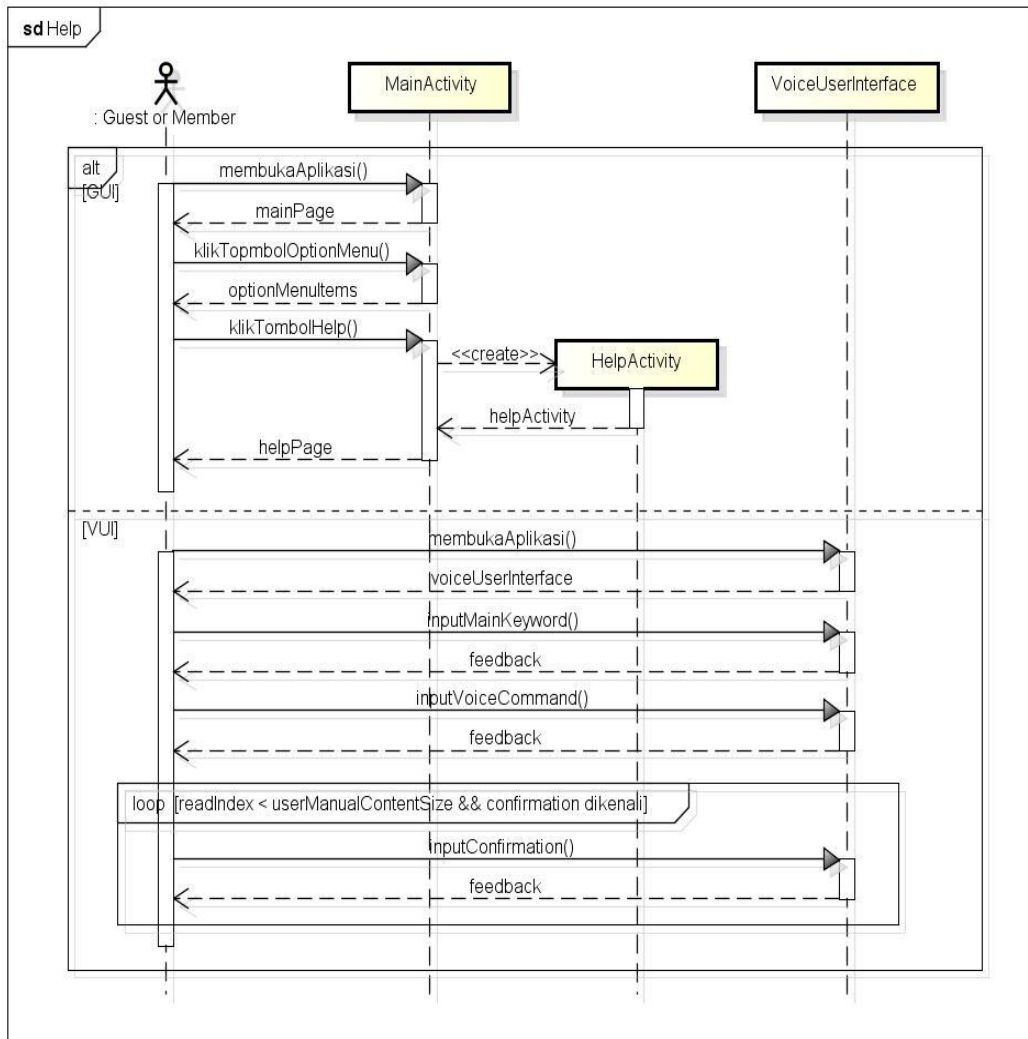 sd Help
: Guest or Member
MainActivity
VoiceUserInterface
alt
[GUI]
membukaAplikasi()
mainPage
klikTopmbolOptionMenu()
optionMenuItems
klikTombolHelp()
<<create>>
HelpActivity
helpActivity
helpPage
[VUI]
membukaAplikasi()
voiceUserInterface
inputMainKeyword()
feedback
inputVoiceCommand()
feedback
loop [readIndex < userManualContentSize && confirmation dikenali]
inputConfirmation()
feedback